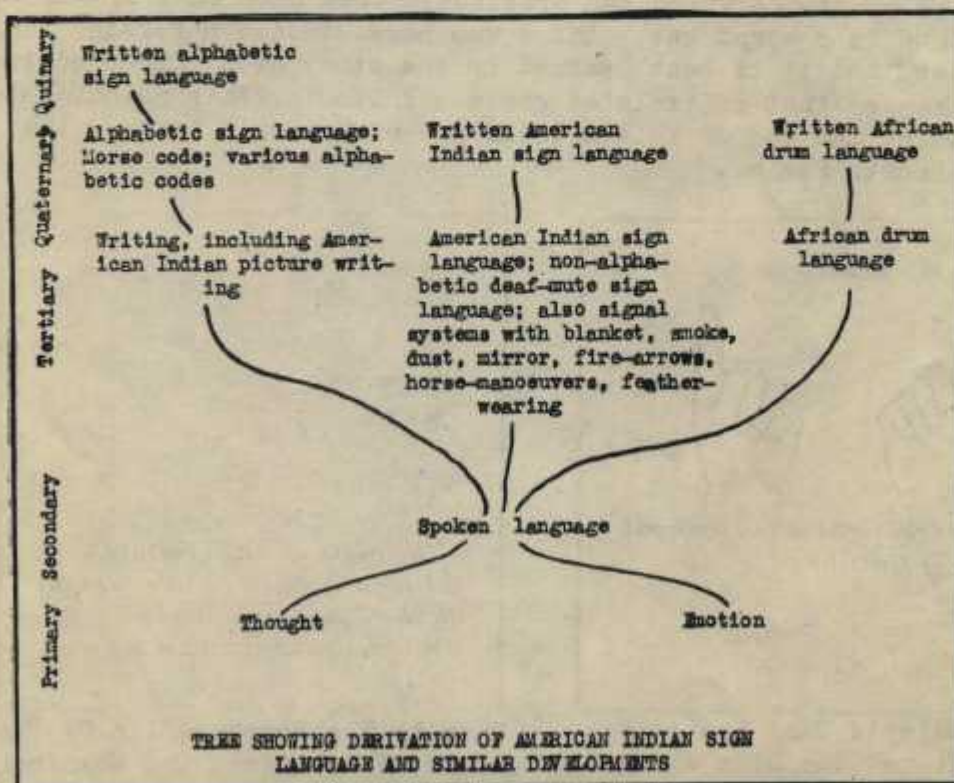 Quinary
Quaternary
Tertiary
Secondary
Primary
Written alphabetic
sign language
Alphabetic sign language;
Morse code; various alpha-
betic codes
Written American
Indian sign language
Written African
drum language
Writing, including Amer-
ican Indian picture writ-
ing
American Indian sign
language; non-alpha-
betic deaf-mute sign
language; also signal
systems with blanket, smoke,
dust, mirror, fire-arrows,
horse-manoeuvers, feather-
wearing
African drum
language
Spoken language
Thought
Emotion
TREE SHOWING DERIVATION OF AMERICAN INDIAN SIGN
LANGUAGE AND SIMILAR DEVELOPMENTS